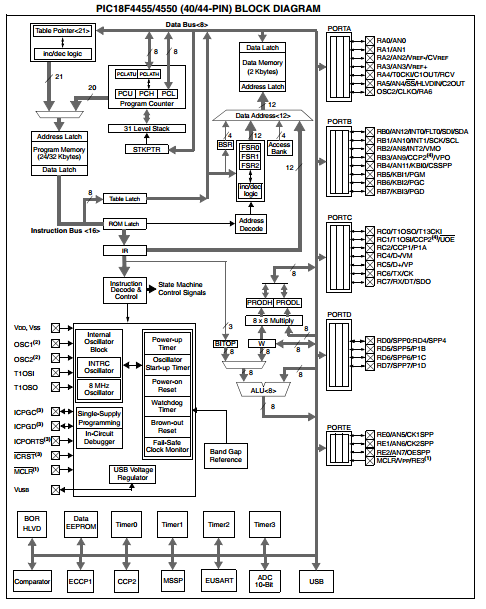 PIC18F4455/4550 (40/44-PIN) BLOCK DIAGRAM
Data Bus<8>
Table Pointer<21>
inc/dec logic
21
20
8
8
8
PCLATU PCLATH
PCU PCH PCL
Program Counter
31 Level Stack
STKPTR
Address Latch
Program Memory
(24/32 Kbytes)
Data Latch
8
Table Latch
ROM Latch
Instruction Bus <16>
IR
Data Latch
Data Memory
(2 Kbytes)
Address Latch
12
Data Address<12>
4
12
4
BSR
FSR0
FSR1
FSR2
Access
Bank
12
inc/dec
logic
Address
Decode
Instruction
Decode &
Control
State Machine
Control Signals
8
PRODH PRODL
8 x 8 Multiply
3
BITOP
W
8
8
8
8
8
ALU<8>
8
VDD, VSS
OSC1(2)
OSC2(2)
T1OSI
T1OSO
ICPGC(3)
ICPGD(3)
ICPORTS(3)
ICRST(3)
MCLR(1)
VUSB
Internal
Oscillator
Block
INTRC
Oscillator
8 MHz
Oscillator
Single-Supply
Programming
In-Circuit
Debugger
Power-up
Timer
Oscillator
Start-up Timer
Power-on
Reset
Watchdog
Timer
Brown-out
Reset
Fail-Safe
Clock Monitor
USB Voltage
Regulator
Band Gap
Reference
PORTA
RA0/AN0
RA1/AN1
RA2/AN2/VREF-/CVREF
RA3/AN3/VREF+
RA4/T0CKI/C1OUT/RCV
RA5/AN4/SS/HLVDIN/C2OUT
OSC2/CLKO/RA6
PORTB
RB0/AN12/INT0/FLT0/SDI/SDA
RB1/AN10/INT1/SCK/SCL
RB2/AN8/INT2/VMO
RB3/AN9/CCP2(4)/VPO
RB4/AN11/KBI0/CSSPP
RB5/KBI1/PGM
RB6/KBI2/PGC
RB7/KBI3/PGD
PORTC
RC0/T1OSO/T13CKI
RC1/T1OSI/CCP2(4)/UOE
RC2/CCP1/P1A
RC4/D-/VM
RC5/D+/VP
RC6/TX/CK
RC7/RX/DT/SDO
PORTD
RD0/SPP0:RD4/SPP4
RD5/SPP5/P1B
RD6/SPP6/P1C
RD7/SPP7/P1D
PORTE
RE0/AN5/CK1SPP
RE1/AN6/CK2SPP
RE2/AN7/OESPP
MCLR/VPP/RE3(1)
BOR
HLVD
Data
EEPROM
Timer0
Timer1
Timer2
Timer3
Comparator
ECCP1
CCP2
MSSP
EUSART
ADC
10-Bit
USB